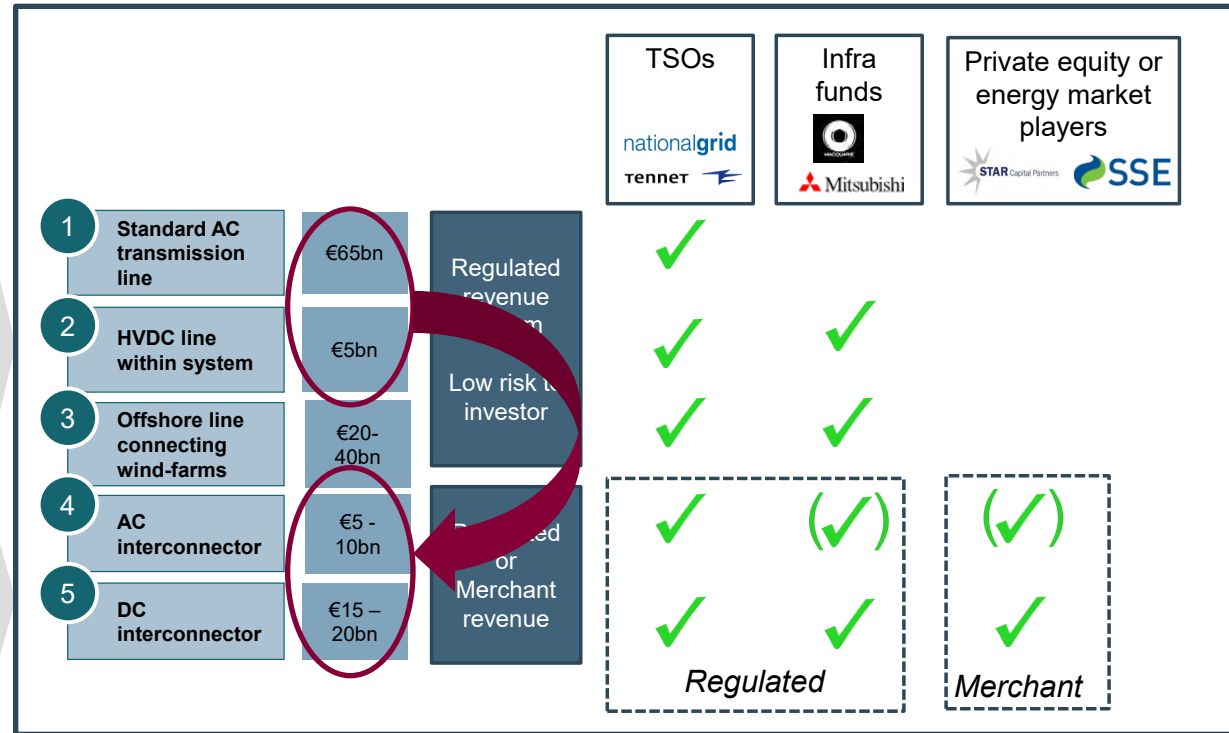 TSOs
nationalgrid
TENNET
Infra
funds
MACQUARIE
Mitsubishi
Private equity or
energy market
players
STAR Capital Partners
SSE
1
Standard AC
transmission
line
€65bn
Regulated
revenue
2
HVDC line
within system
€5bn
Low risk
investor
3
Offshore line
connecting
wind-farms
€20-
40bn
4
AC
interconnector
€5 -
10bn
(✓)
(✓)
or
Merchant
revenue
5
DC
interconnector
€15 –
20bn
Regulated
Merchant